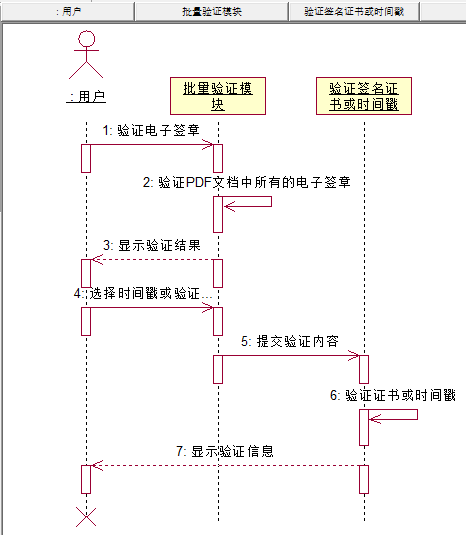 : 用户
批量验证模块
验证签名证书或时间戳
批量验证模
块
验证签名证
书或时间戳
: 用户
1: 验证电子签章
2: 验证PDF文档中所有的电子签章
3: 显示验证结果
4: 选择时间戳或验证...
5: 提交验证内容
6: 验证证书或时间戳
7: 显示验证信息